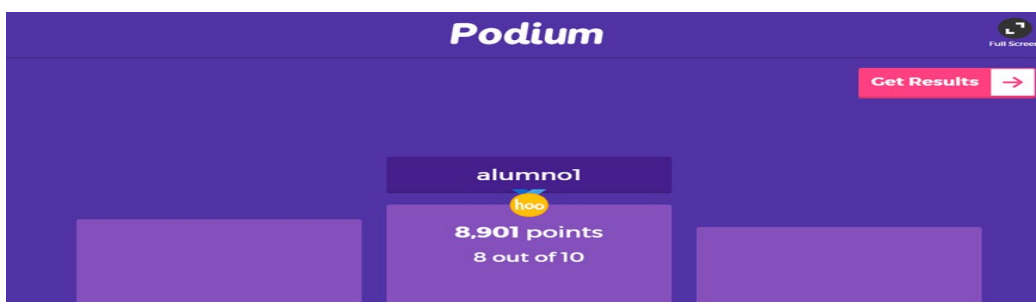 Podium
Full Screen
Get Results
alumno1
hoo
8,901 points
8 out of 10